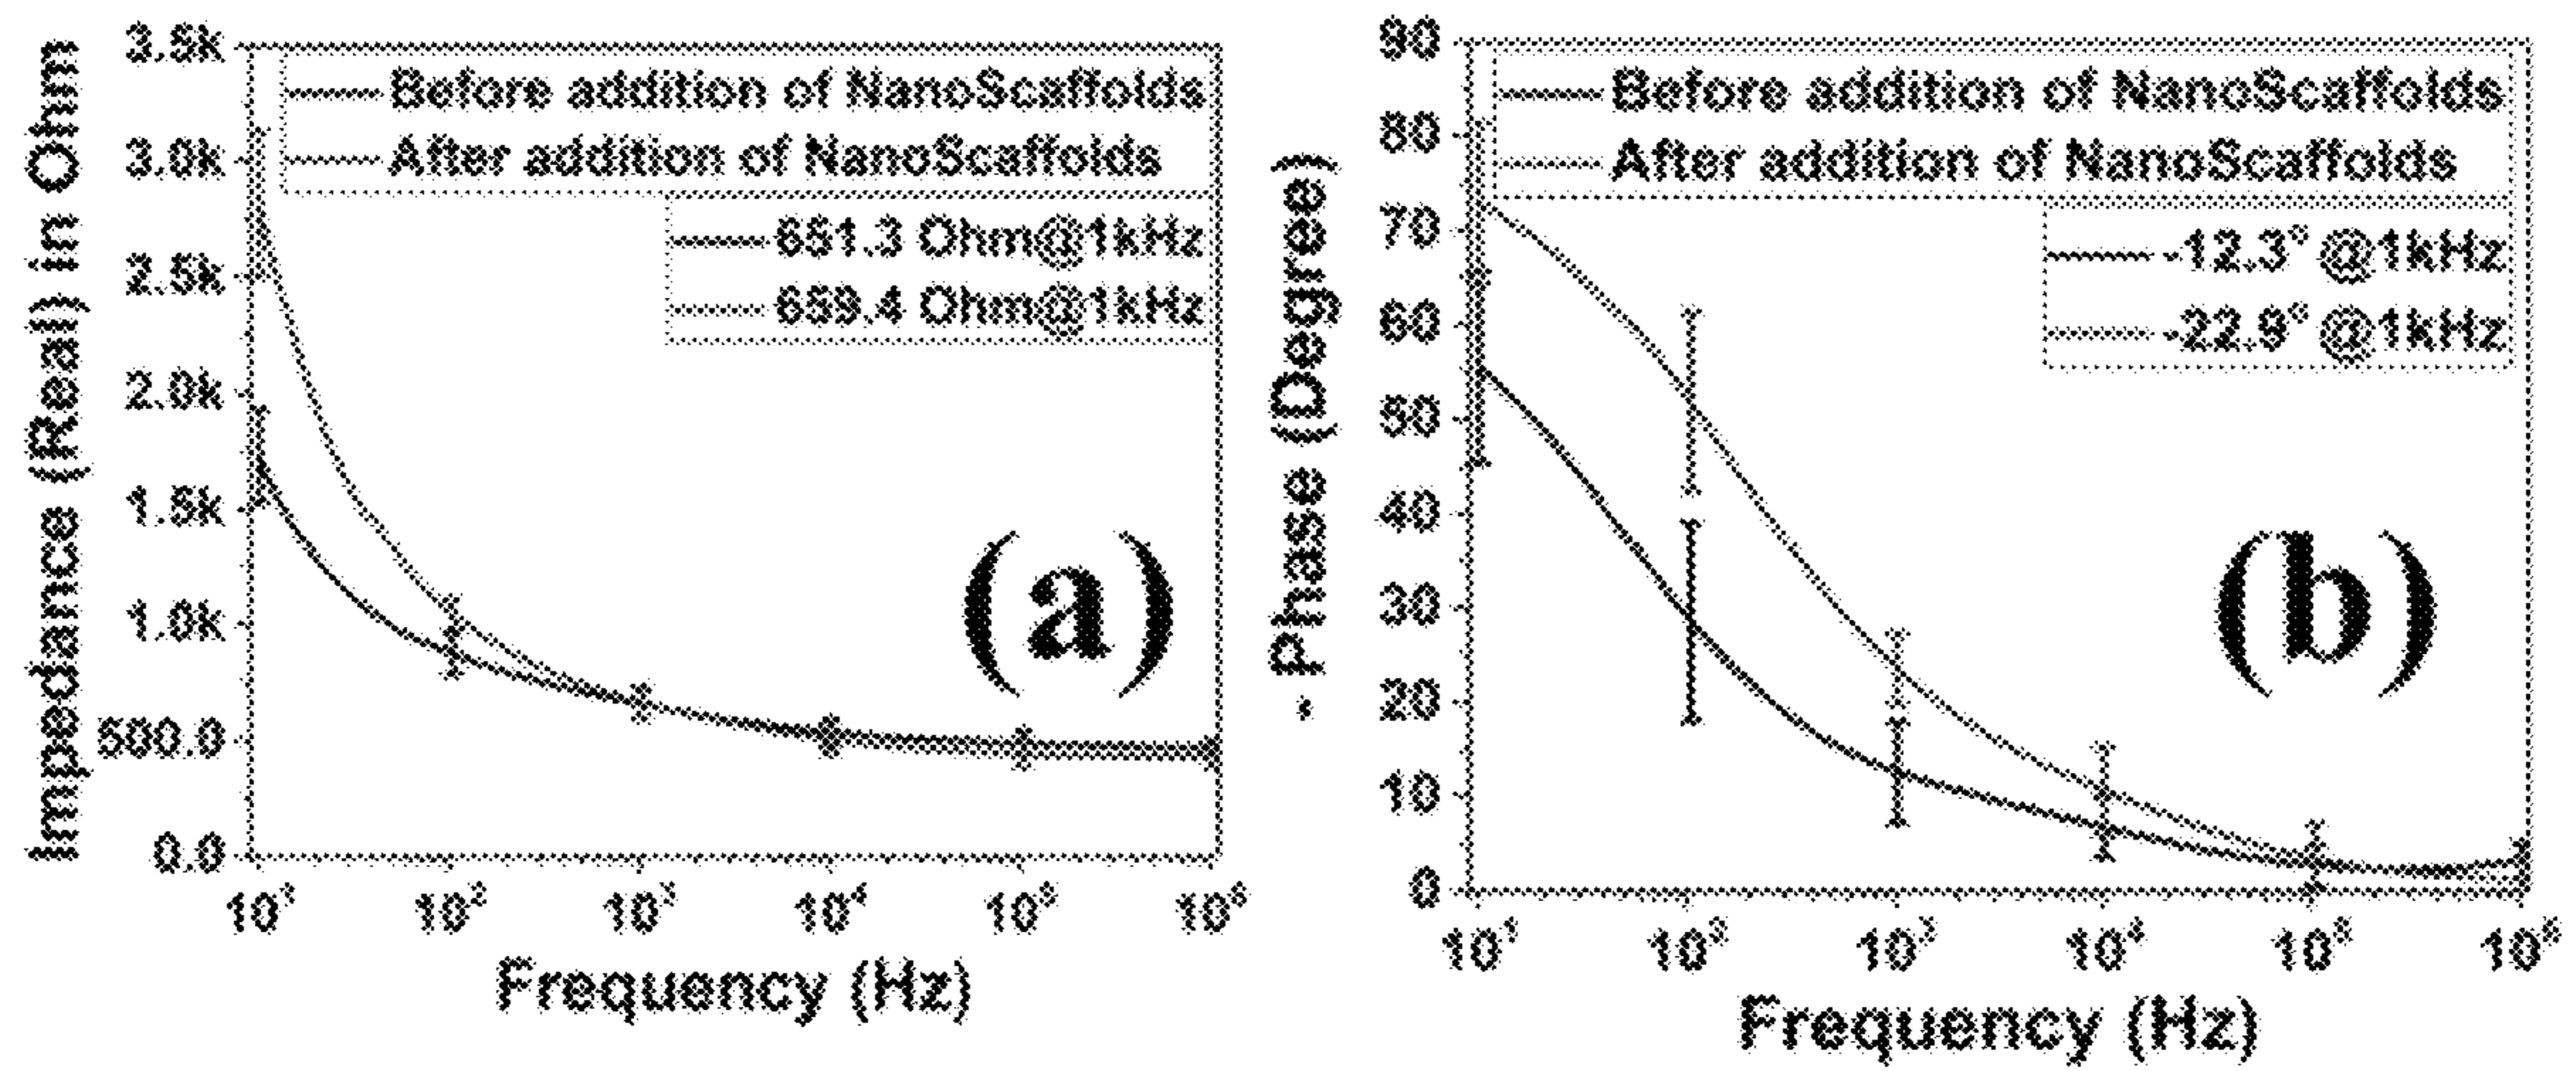 3.5k
3.0k
2.5k
2.0k
1.5k
1.0k
500.0
0.0
Impedance (Real) in Ohm
Before addition of NanoScaffolds
After addition of NanoScaffolds
651.3 Ohm@1kHz
659.4 Ohm@1kHz
(a)
10¹ 10² 10³ 10⁴ 10⁵ 10⁶
Frequency (Hz)
90
80
70
60
50
40
30
20
10
0
- Phase (Degree)
Before addition of NanoScaffolds
After addition of NanoScaffolds
-12.3° @1kHz
-22.9° @1kHz
(b)
10¹ 10² 10³ 10⁴ 10⁵ 10⁶
Frequency (Hz)